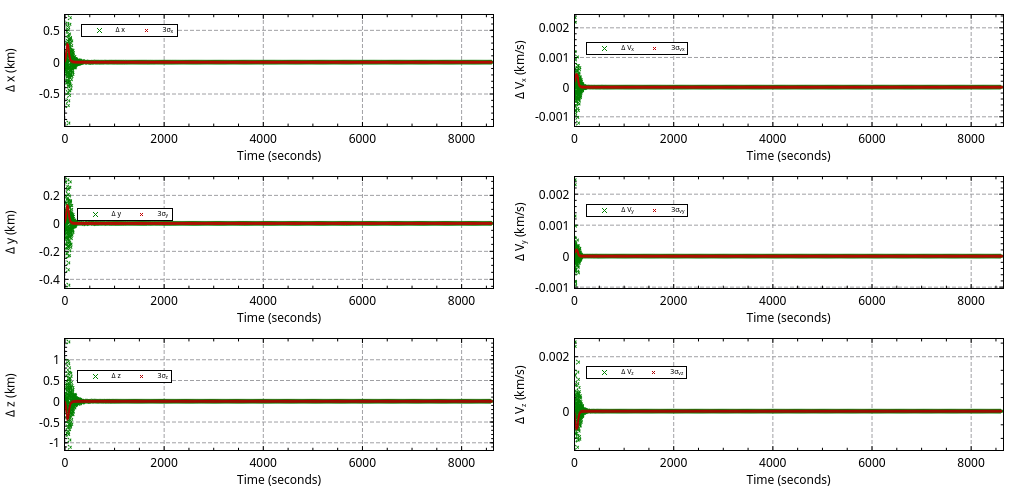 0.5
0
-0.5
Δ x (km)
Δ x 3σₓ
0 2000 4000 6000 8000
Time (seconds)
0.002
0.001
0
-0.001
Δ Vₓ (km/s)
Δ Vₓ 3σᵥₓ
0 2000 4000 6000 8000
Time (seconds)
0.2
0
-0.2
-0.4
Δ y (km)
Δ y 3σy
0 2000 4000 6000 8000
Time (seconds)
0.002
0.001
0
-0.001
Δ Vy (km/s)
Δ Vy 3σvy
0 2000 4000 6000 8000
Time (seconds)
1
0.5
0
-0.5
-1
Δ z (km)
Δ z 3σz
0 2000 4000 6000 8000
Time (seconds)
0.002
0
Δ Vz (km/s)
Δ Vz 3σvz
0 2000 4000 6000 8000
Time (seconds)